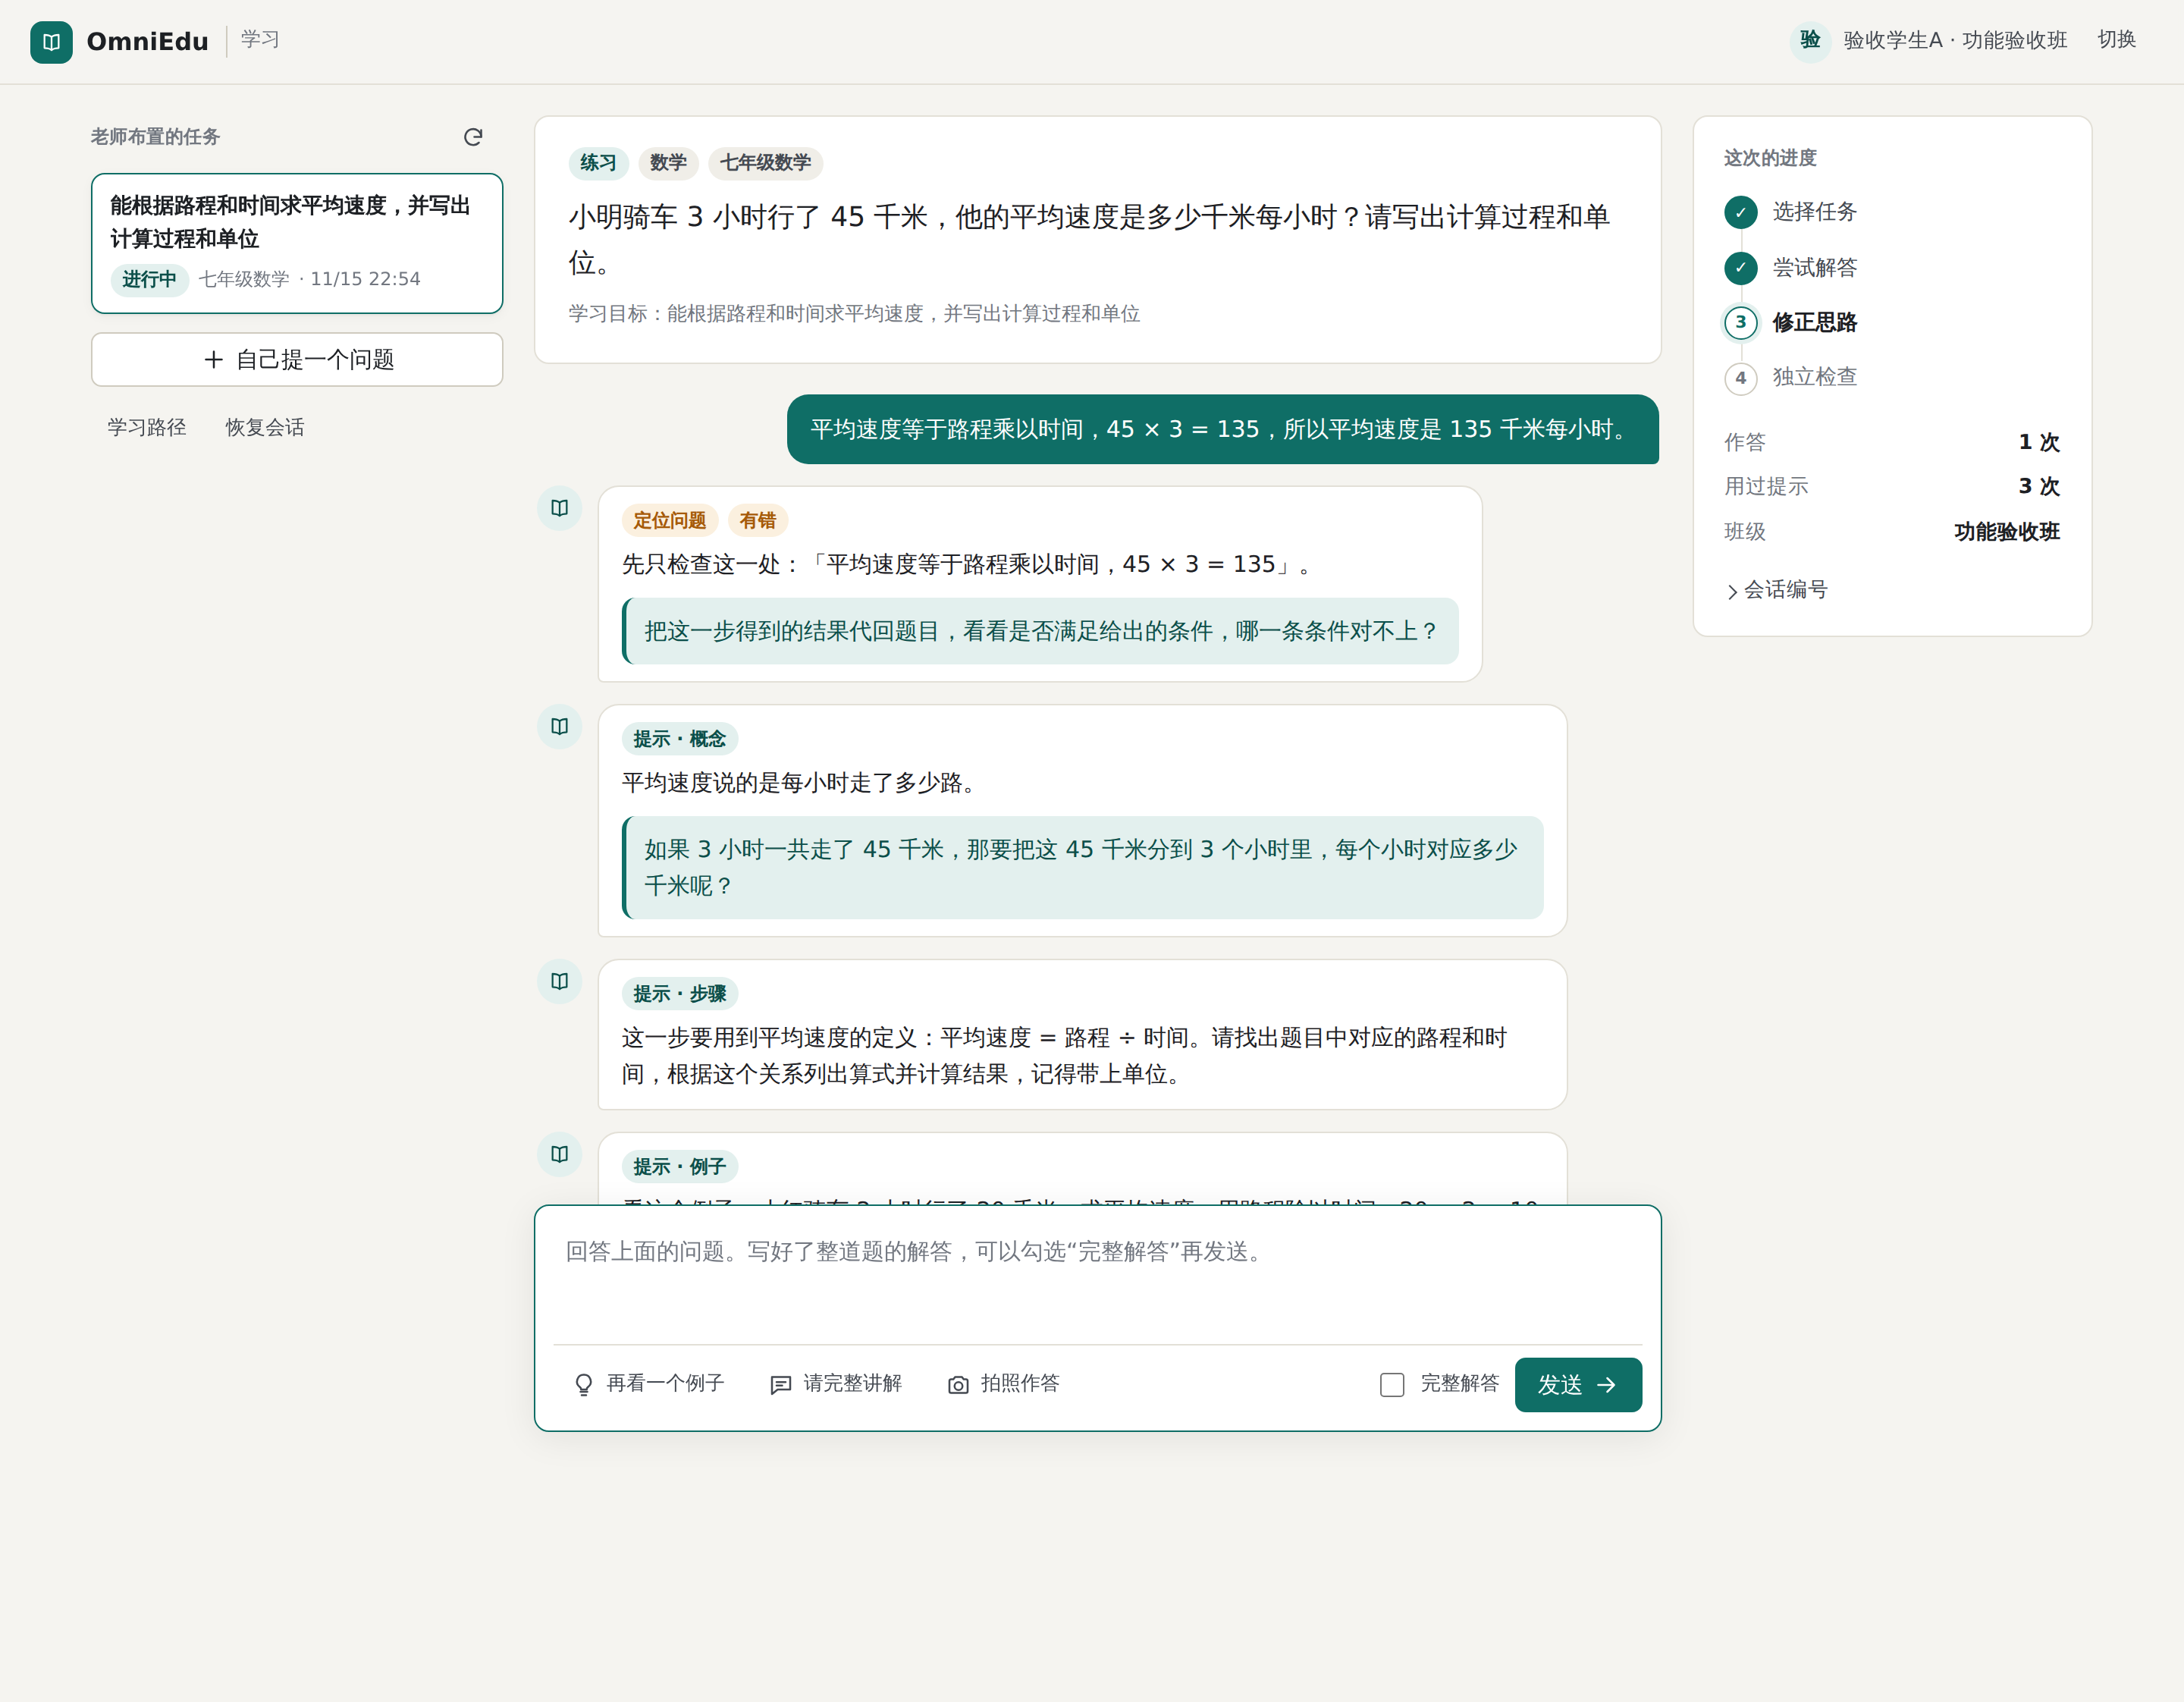 OmniEdu
学习
验
验收学生A · 功能验收班
切换
老师布置的任务
能根据路程和时间求平均速度，并写出
计算过程和单位
进行中 七年级数学 · 11/15 22:54
自己提一个问题
学习路径 恢复会话
练习 数学 七年级数学
小明骑车 3 小时行了 45 千米，他的平均速度是多少千米每小时？请写出计算过程和单
位。
学习目标：能根据路程和时间求平均速度，并写出计算过程和单位
平均速度等于路程乘以时间，45 × 3 = 135，所以平均速度是 135 千米每小时。
定位问题 有错
先只检查这一处：「平均速度等于路程乘以时间，45 × 3 = 135」。
把这一步得到的结果代回题目，看看是否满足给出的条件，哪一条条件对不上？
提示 · 概念
平均速度说的是每小时走了多少路。
如果 3 小时一共走了 45 千米，那要把这 45 千米分到 3 个小时里，每个小时对应多少
千米呢？
提示 · 步骤
这一步要用到平均速度的定义：平均速度 = 路程 ÷ 时间。请找出题目中对应的路程和时
间，根据这个关系列出算式并计算结果，记得带上单位。
提示 · 例子
回答上面的问题。写好了整道题的解答，可以勾选“完整解答”再发送。
再看一个例子 请完整讲解 拍照作答 完整解答 发送
这次的进度
选择任务
尝试解答
3 修正思路
4 独立检查
作答 1 次
用过提示 3 次
班级 功能验收班
会话编号